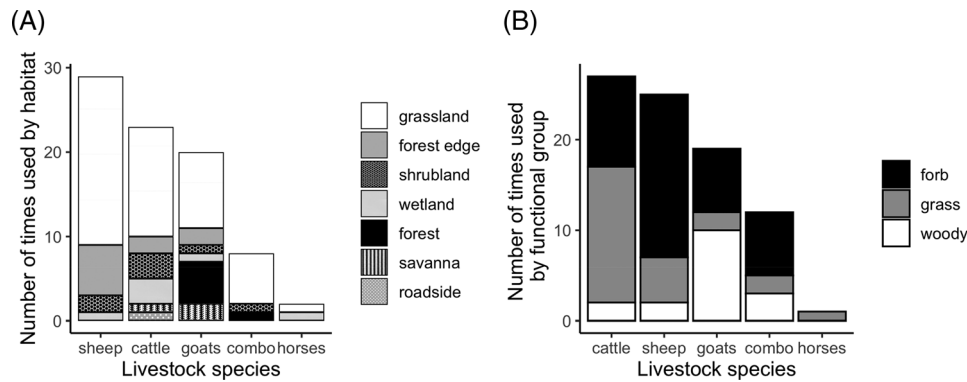 (A)
Number of times used by habitat
30
20
10
0
sheep cattle goats combo horses
Livestock species
grassland
forest edge
shrubland
wetland
forest
savanna
roadside
(B)
Number of times used
by functional group
20
10
0
cattle sheep goats combo horses
Livestock species
forb
grass
woody